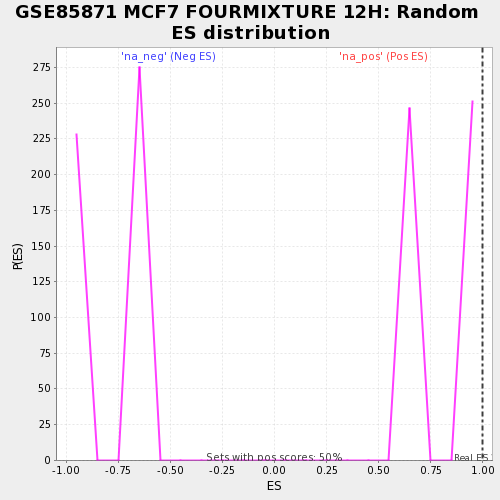 GSE85871 MCF7 FOURMIXTURE 12H: Random
ES distribution
'na_neg' (Neg ES)
'na_pos' (Pos ES)
275
250
225
200
175
150
125
100
75
50
25
0
P(ES)
Sets with pos scores: 50%
Real ES
-1.00 -0.75 -0.50 -0.25 0.00 0.25 0.50 0.75 1.00
ES